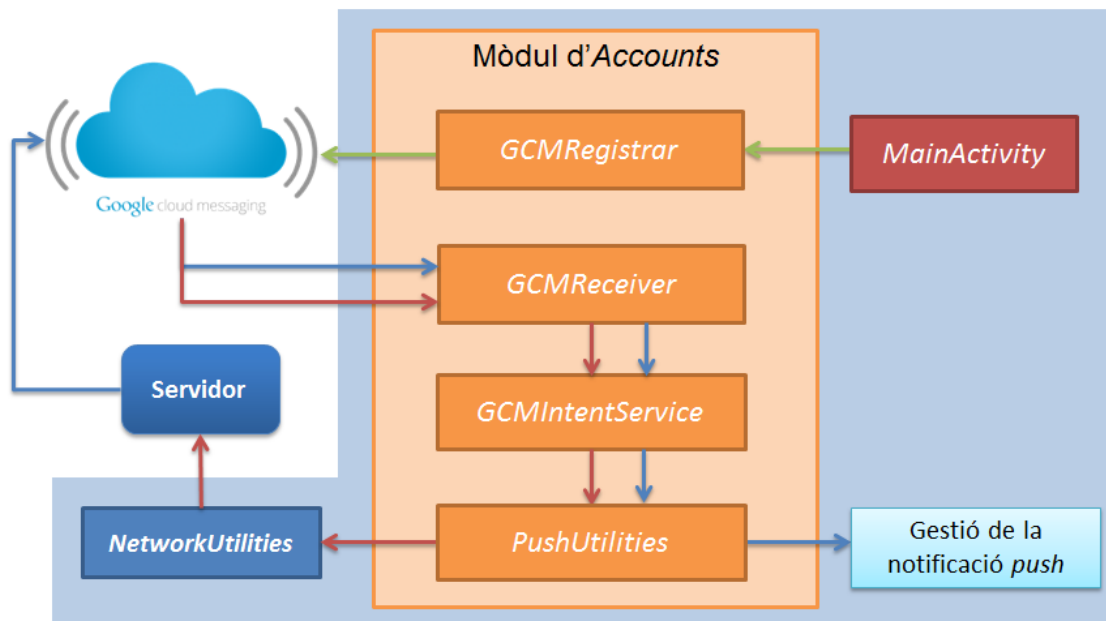 Mòdul d'Accounts
GCMRegistrar
MainActivity
Google cloud messaging
GCMReceiver
Servidor
GCMIntentService
NetworkUtilities
PushUtilities
Gestió de la
notificació push